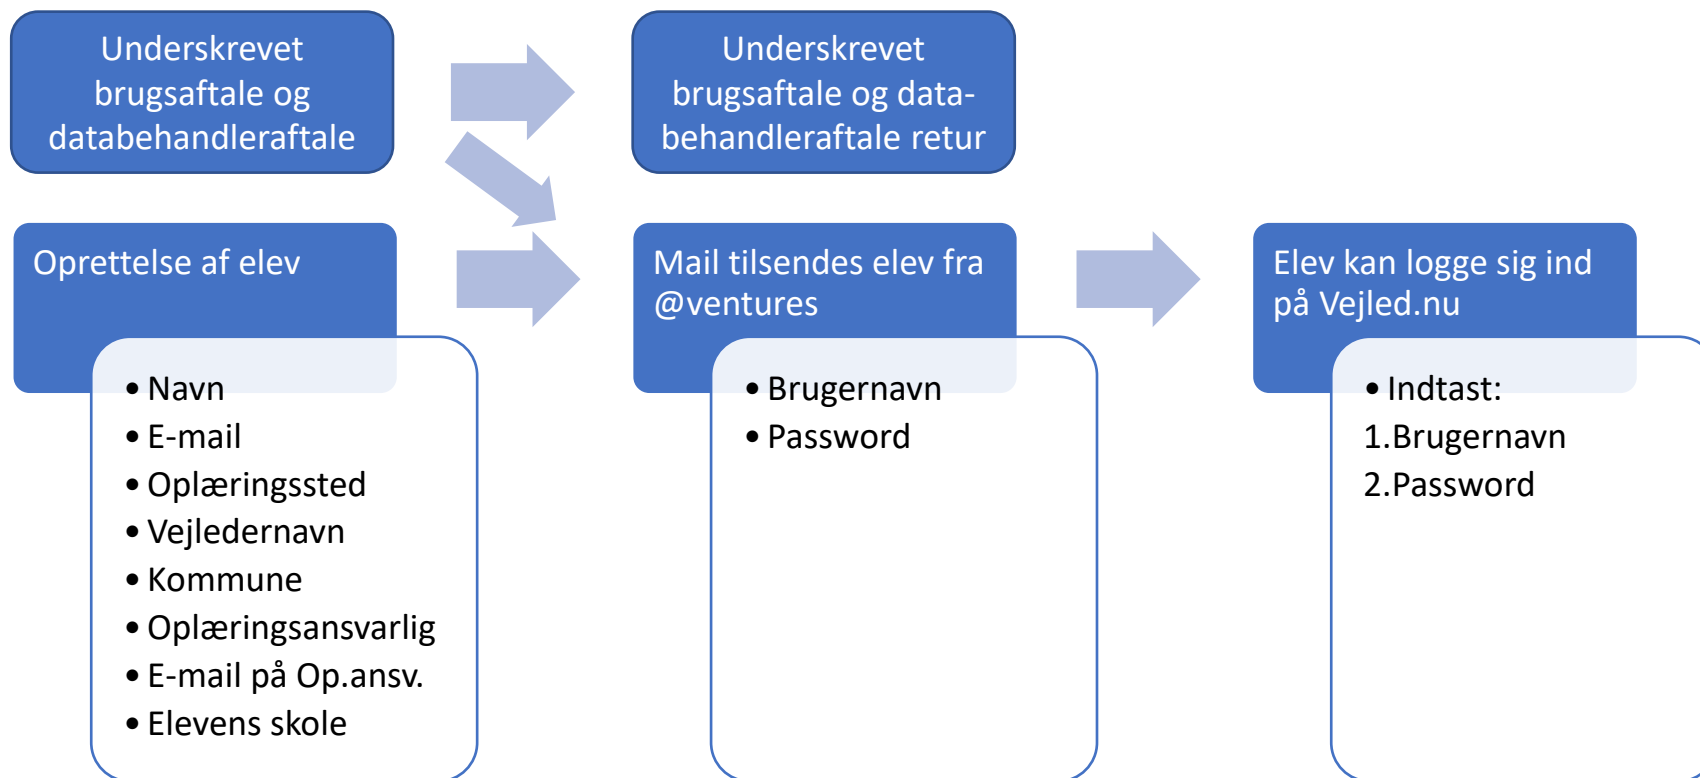 Underskrevet
brugsaftale og
databehandleraftale
Underskrevet
brugsaftale og data-
behandleraftale retur
Oprettelse af elev
• Navn
• E-mail
• Oplæringssted
• Vejledernavn
• Kommune
• Oplæringsansvarlig
• E-mail på Op.ansv.
• Elevens skole
Mail tilsendes elev fra
@ventures
• Brugernavn
• Password
Elev kan logge sig ind
på Vejled.nu
• Indtast:
1.Brugernavn
2.Password